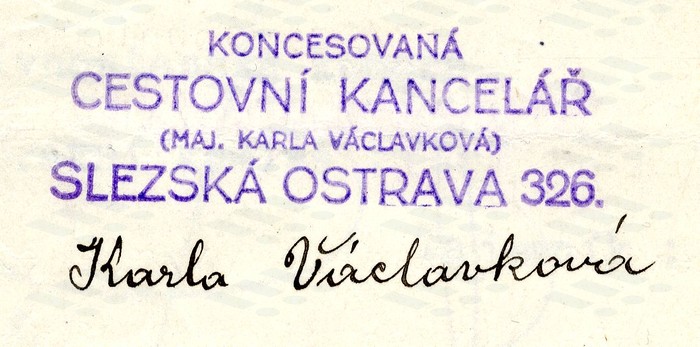 KONCESOVANÁ
CESTOVNÍ KANCELÁŘ
(MAJ. KARLA VÁCLAVKOVÁ)
SLEZSKÁ OSTRAVA 326.
Karla Václavková